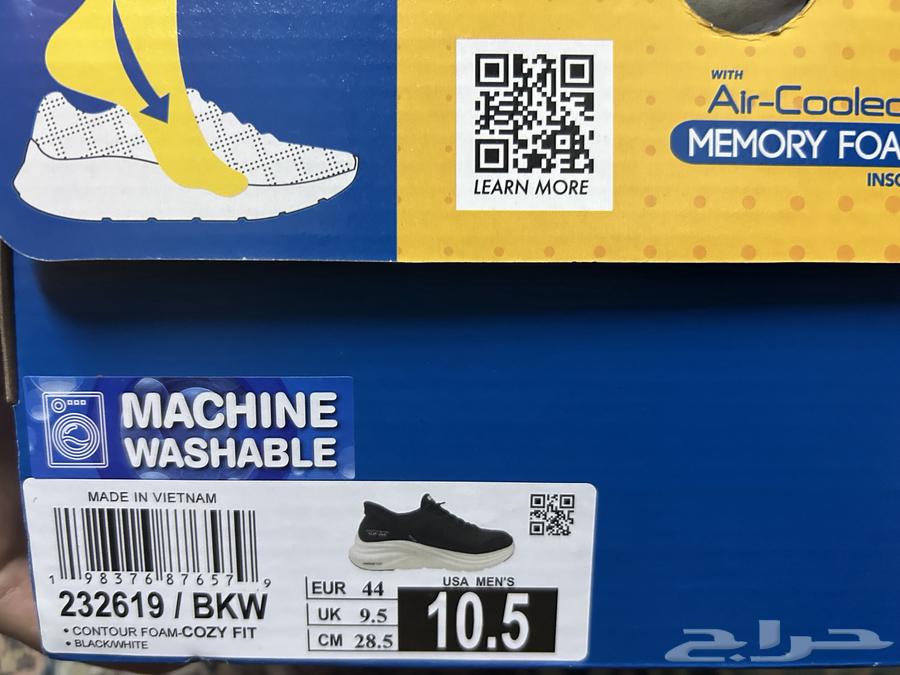 LEARN MORE
WITH
Air-Cooled
MEMORY FOA
INSO
MACHINE
WASHABLE
MADE IN VIETNAM
1 98376 87657 9
232619 / BKW
• CONTOUR FOAM-COZY FIT
• BLACK/WHITE
EUR 44
UK 9.5
CM 28.5
USA MEN'S
10.5
حراج